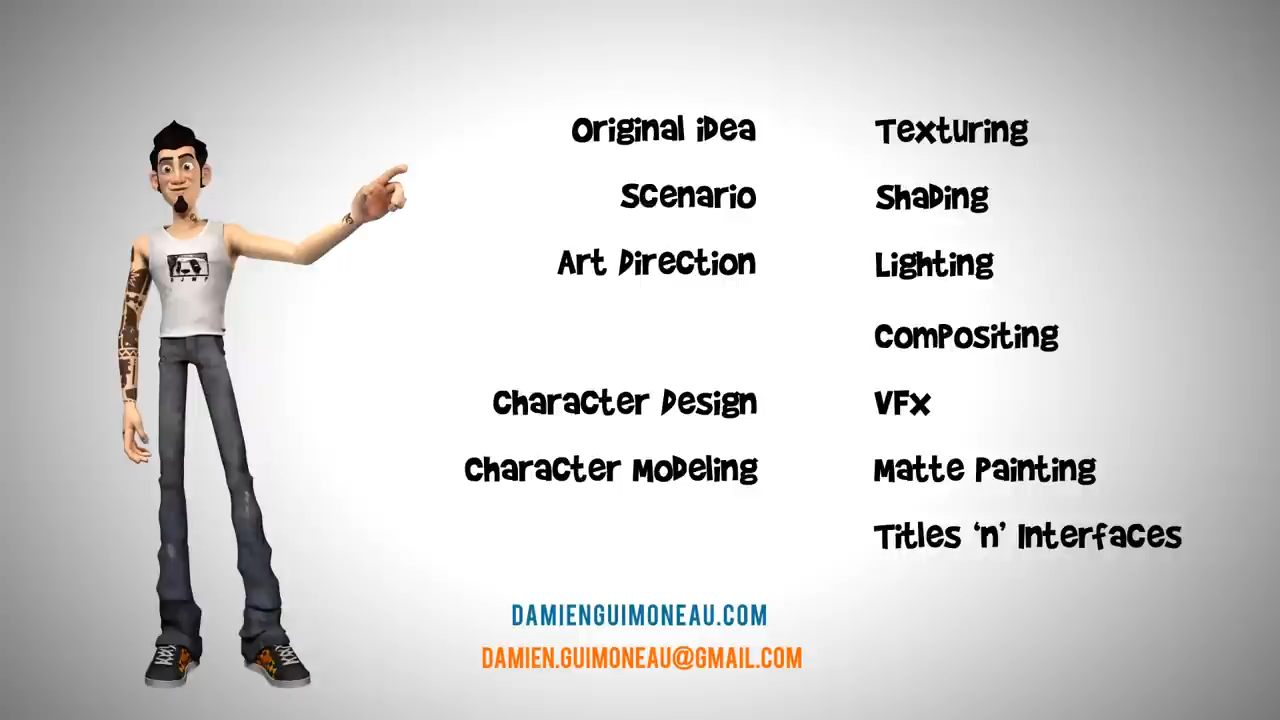 Original idea
Scenario
Art Direction
Character Design
Character Modeling
Texturing
Shading
Lighting
Compositing
VFx
Matte Painting
Titles ‘n’ Interfaces
DAMIENGUIMONEAU.COM
DAMIEN.GUIMONEAU@GMAIL.COM